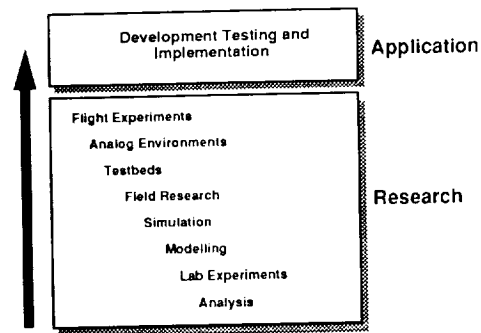 Development Testing and
Implementation
Application
Flight Experiments
Analog Environments
Testbeds
Field Research
Simulation
Modelling
Lab Experiments
Analysis
Research